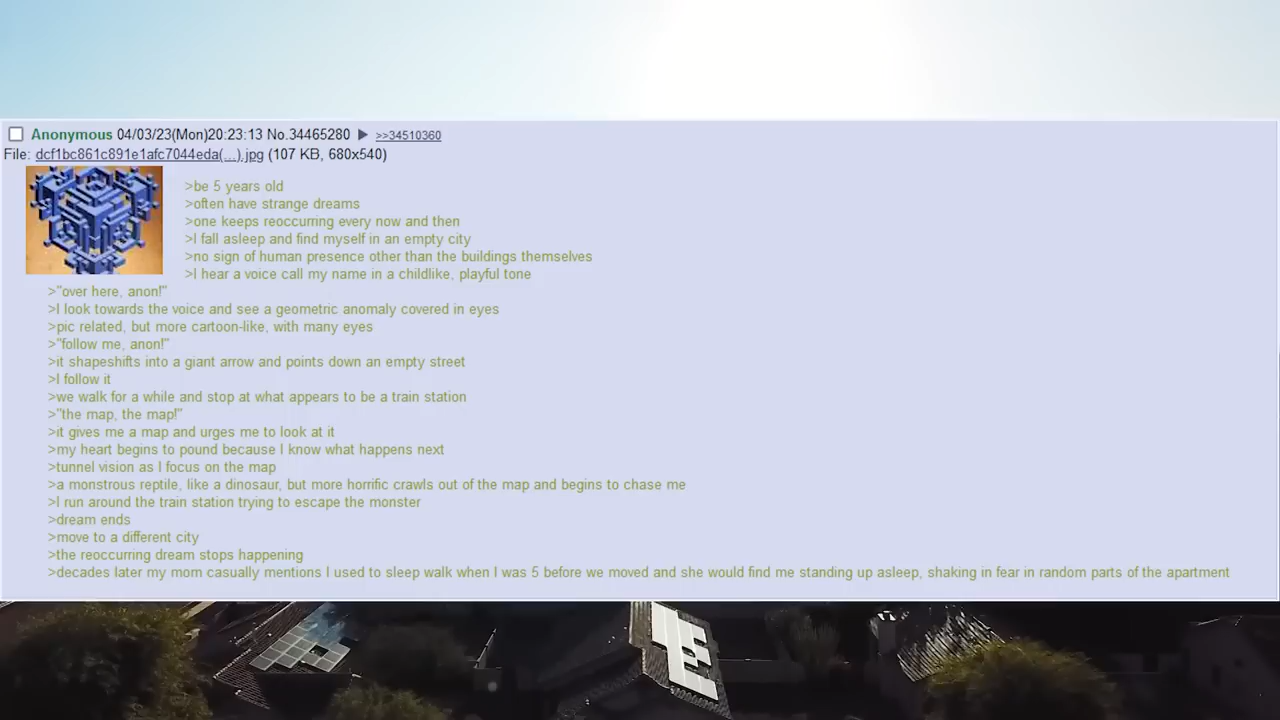 Anonymous 04/03/23(Mon)20:23:13 No.34465280 ▶ >>34510360
File: dcf1bc861c891e1afc7044eda(...).jpg (107 KB, 680x540)
>be 5 years old
>often have strange dreams
>one keeps reoccurring every now and then
>I fall asleep and find myself in an empty city
>no sign of human presence other than the buildings themselves
>I hear a voice call my name in a childlike, playful tone
>"over here, anon!"
>I look towards the voice and see a geometric anomaly covered in eyes
>pic related, but more cartoon-like, with many eyes
>"follow me, anon!"
>it shapeshifts into a giant arrow and points down an empty street
>I follow it
>we walk for a while and stop at what appears to be a train station
>"the map, the map!"
>it gives me a map and urges me to look at it
>my heart begins to pound because I know what happens next
>tunnel vision as I focus on the map
>a monstrous reptile, like a dinosaur, but more horrific crawls out of the map and begins to chase me
>I run around the train station trying to escape the monster
>dream ends
>move to a different city
>the reoccurring dream stops happening
>decades later my mom casually mentions I used to sleep walk when I was 5 before we moved and she would find me standing up asleep, shaking in fear in random parts of the apartment